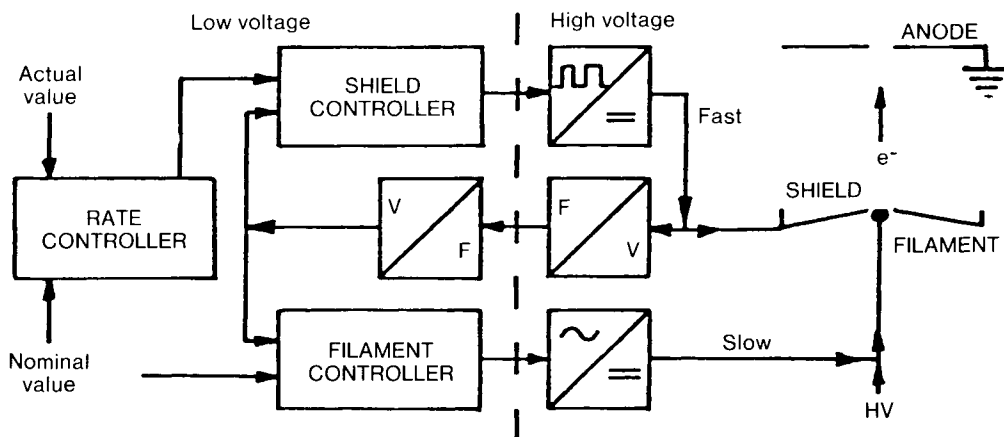 Low voltage
High voltage
ANODE
Actual
value
SHIELD
CONTROLLER
Fast
e-
RATE
CONTROLLER
V
F
F
V
SHIELD
FILAMENT
Nominal
value
FILAMENT
CONTROLLER
Slow
HV